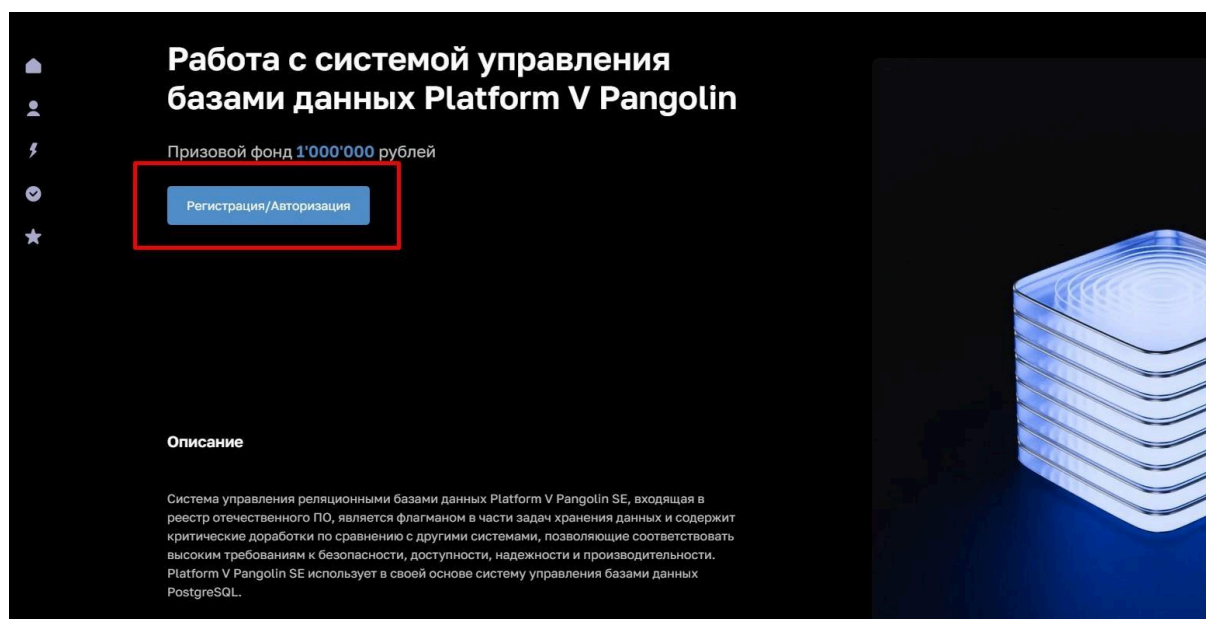 Работа с системой управления
базами данных Platform V Pangolin
Призовой фонд 1'000'000 рублей
Регистрация/Авторизация
Описание
Система управления реляционными базами данных Platform V Pangolin SE, входящая в
реестр отечественного ПО, является флагманом в части задач хранения данных и содержит
критические доработки по сравнению с другими системами, позволяющие соответствовать
высоким требованиям к безопасности, доступности, надежности и производительности.
Platform V Pangolin SE использует в своей основе систему управления базами данных
PostgreSQL.